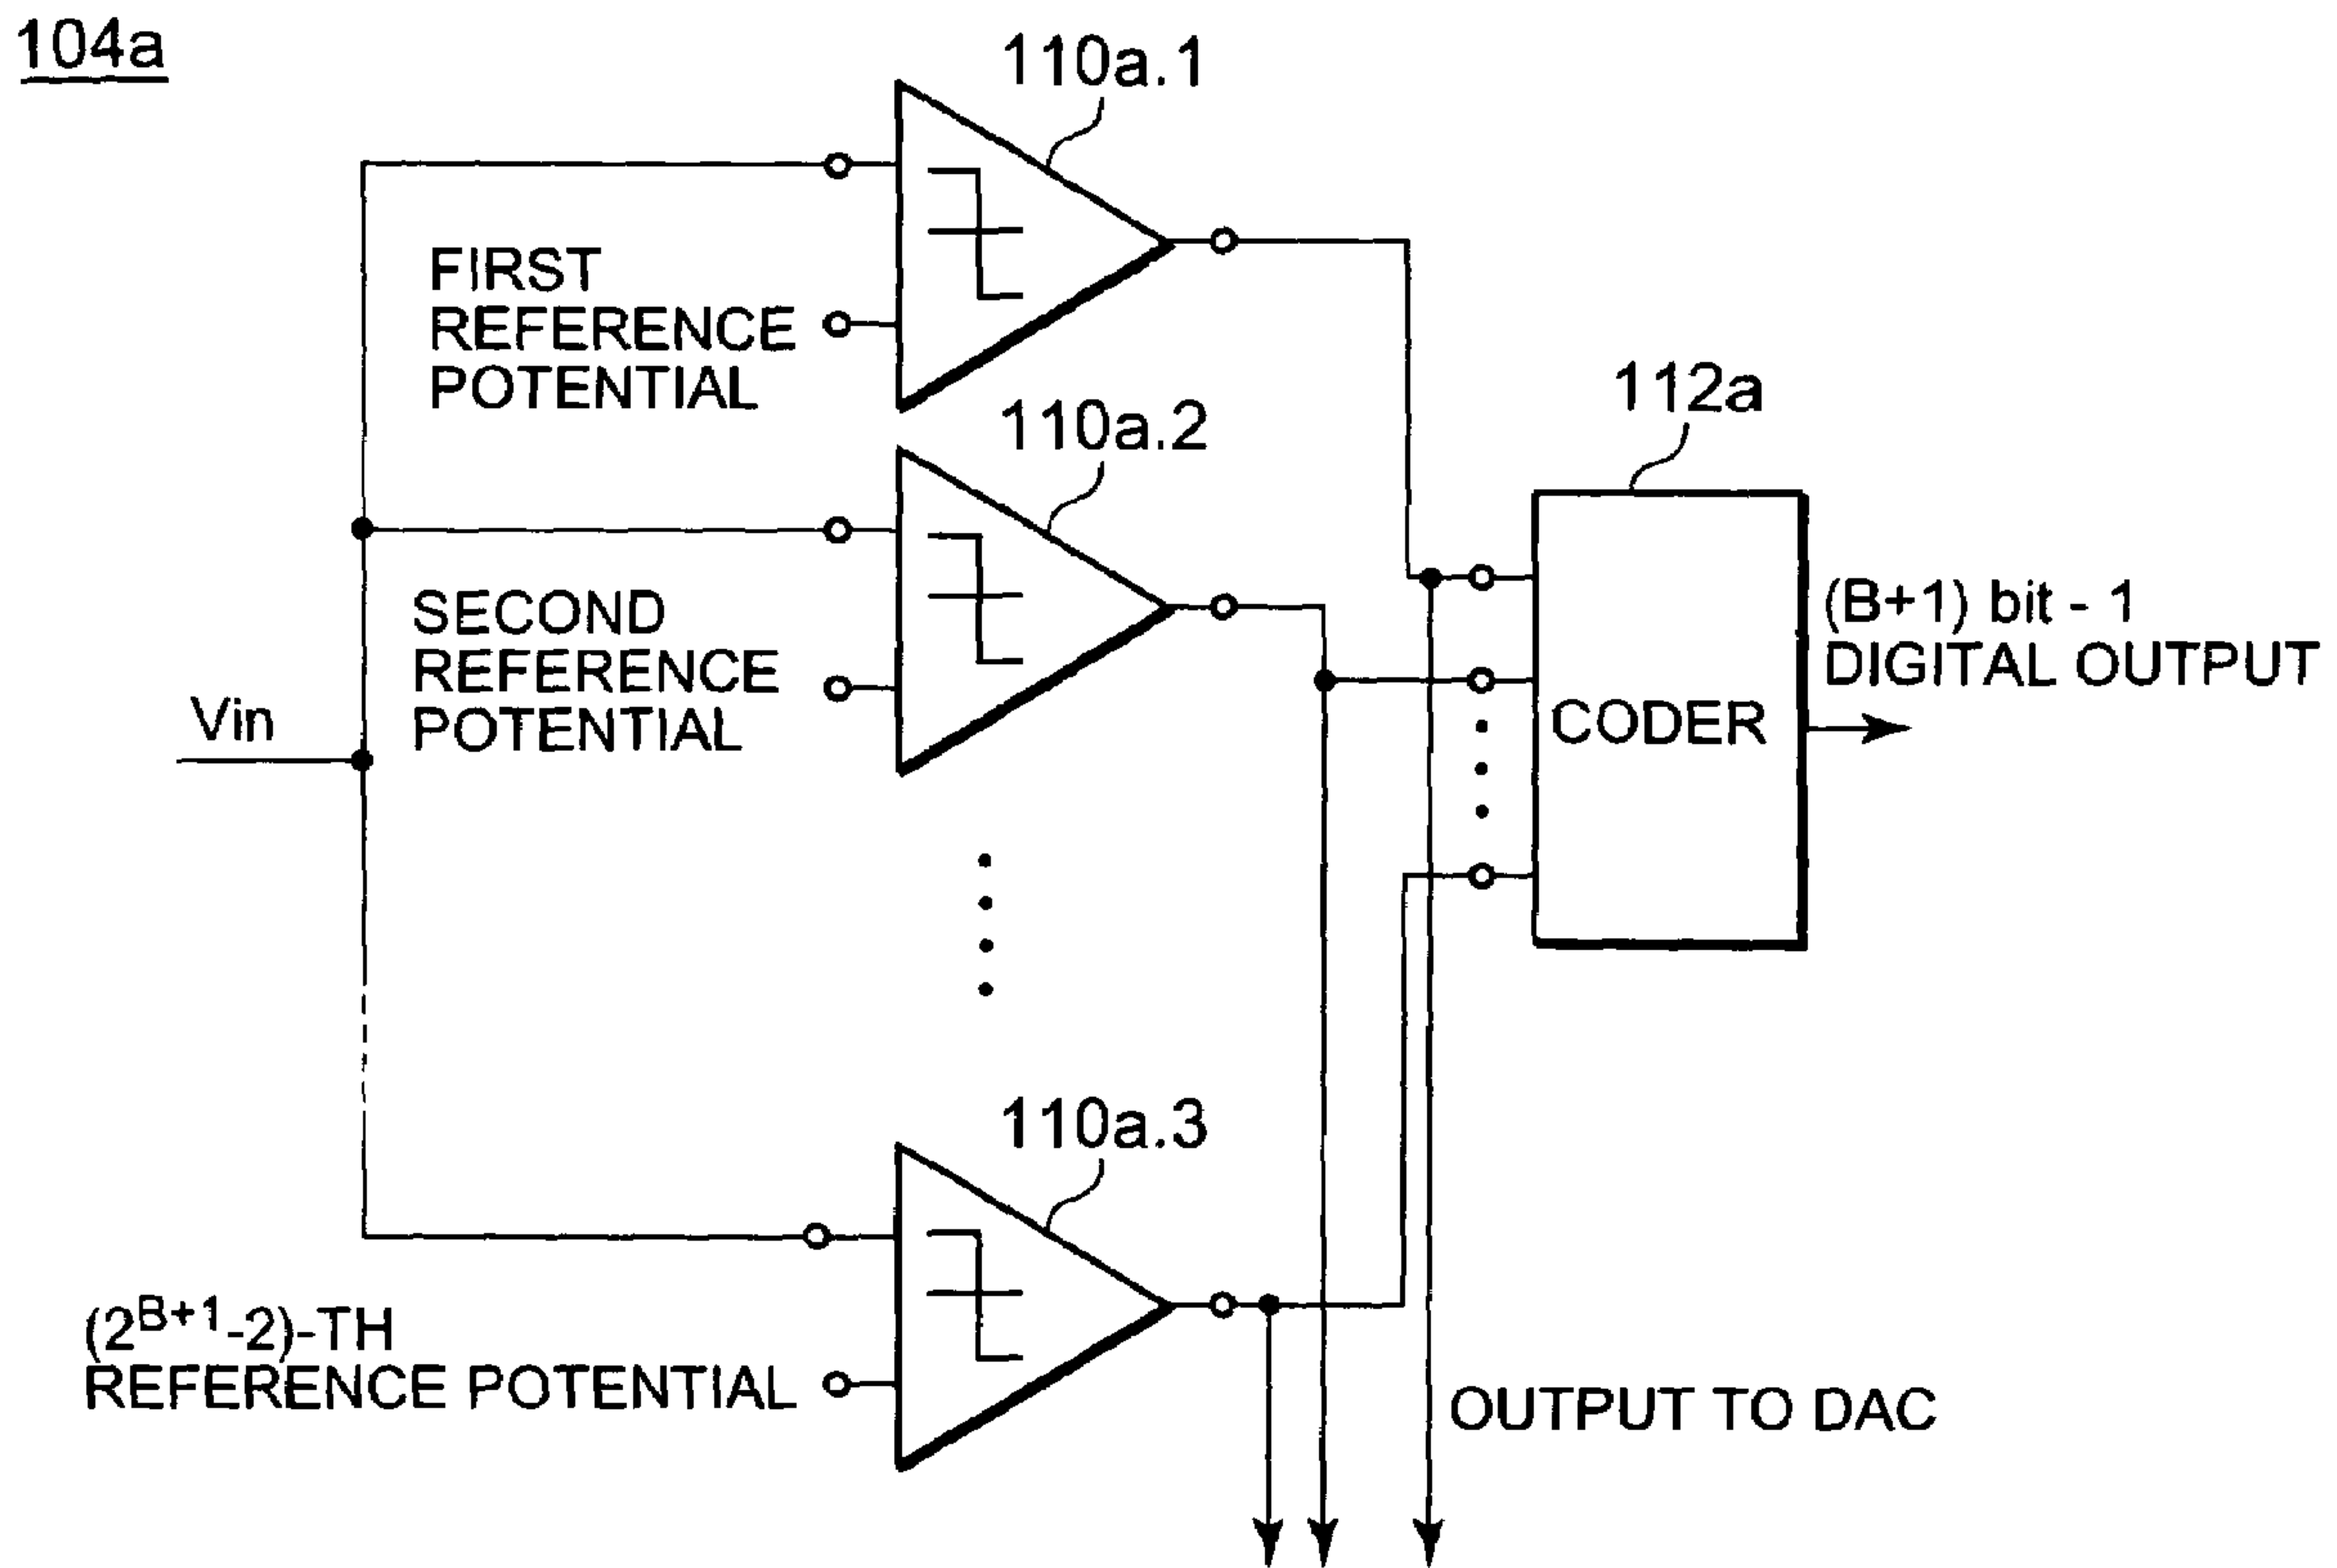 104a
110a.1
FIRST
REFERENCE
POTENTIAL
110a.2
112a
SECOND
REFERENCE
POTENTIAL
Vin
CODER
(B+1) bit - 1
DIGITAL OUTPUT
110a.3
(2^{B+1}-2)-TH
REFERENCE POTENTIAL
OUTPUT TO DAC